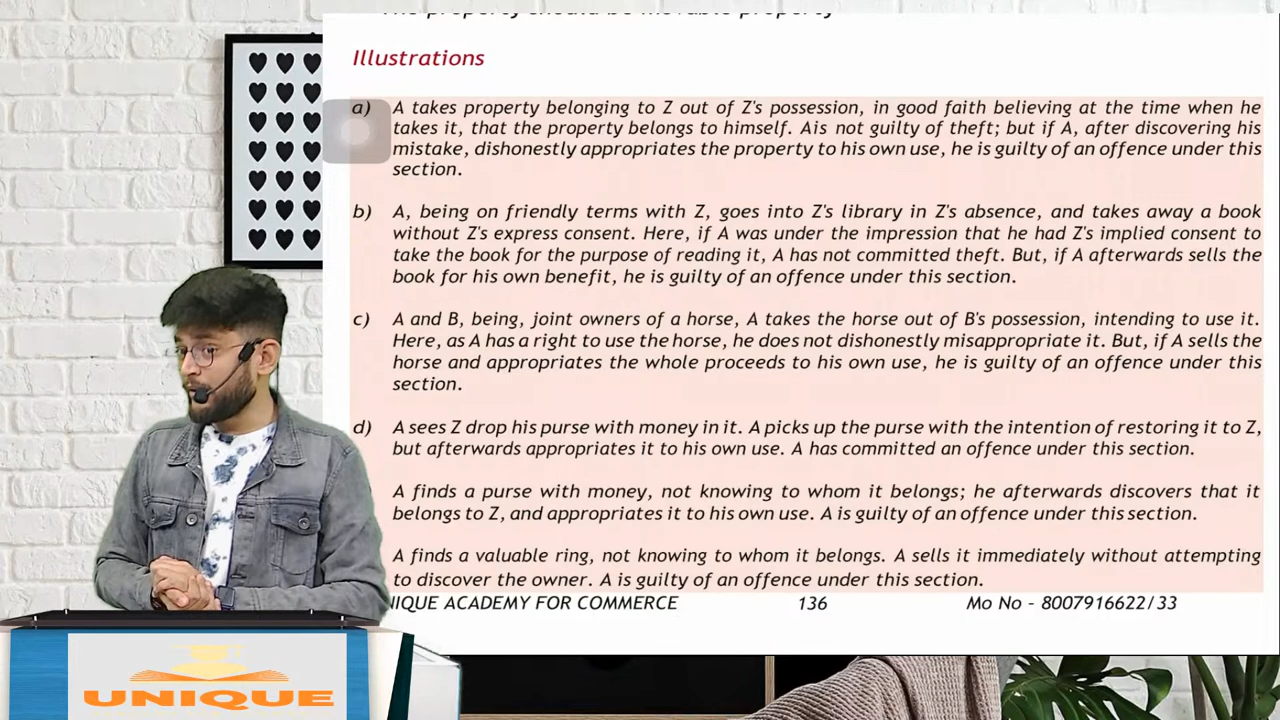 The property should be movable property
Illustrations
a) A takes property belonging to Z out of Z's possession, in good faith believing at the time when he
takes it, that the property belongs to himself. Ais not guilty of theft; but if A, after discovering his
mistake, dishonestly appropriates the property to his own use, he is guilty of an offence under this
section.
b) A, being on friendly terms with Z, goes into Z's library in Z's absence, and takes away a book
without Z's express consent. Here, if A was under the impression that he had Z's implied consent to
take the book for the purpose of reading it, A has not committed theft. But, if A afterwards sells the
book for his own benefit, he is guilty of an offence under this section.
c) A and B, being, joint owners of a horse, A takes the horse out of B's possession, intending to use it.
Here, as A has a right to use the horse, he does not dishonestly misappropriate it. But, if A sells the
horse and appropriates the whole proceeds to his own use, he is guilty of an offence under this
section.
d) A sees Z drop his purse with money in it. A picks up the purse with the intention of restoring it to Z,
but afterwards appropriates it to his own use. A has committed an offence under this section.
A finds a purse with money, not knowing to whom it belongs; he afterwards discovers that it
belongs to Z, and appropriates it to his own use. A is guilty of an offence under this section.
A finds a valuable ring, not knowing to whom it belongs. A sells it immediately without attempting
to discover the owner. A is guilty of an offence under this section.
IIQUE ACADEMY FOR COMMERCE 136 Mo No - 8007916622/33
UNIQUE